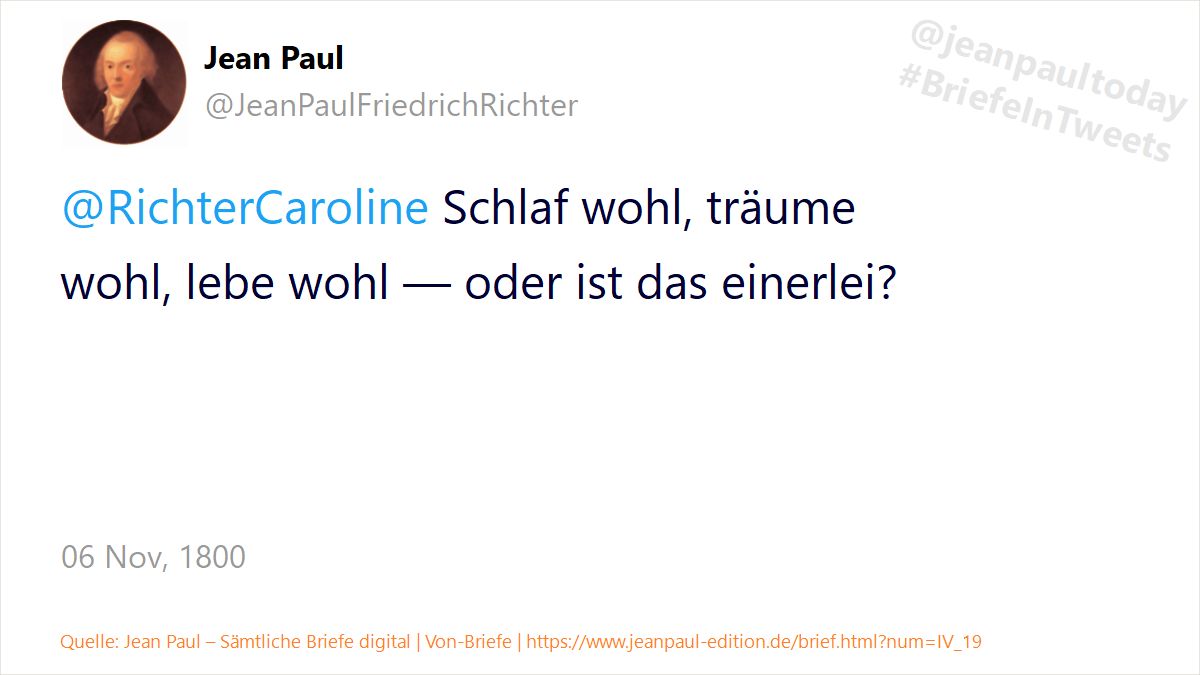 Jean Paul
@JeanPaulFriedrichRichter
@jeanpaultoday
#BriefeInTweets
@RichterCaroline Schlaf wohl, träume
wohl, lebe wohl — oder ist das einerlei?
06 Nov, 1800
Quelle: Jean Paul – Sämtliche Briefe digital | Von-Briefe | https://www.jeanpaul-edition.de/brief.html?num=IV_19